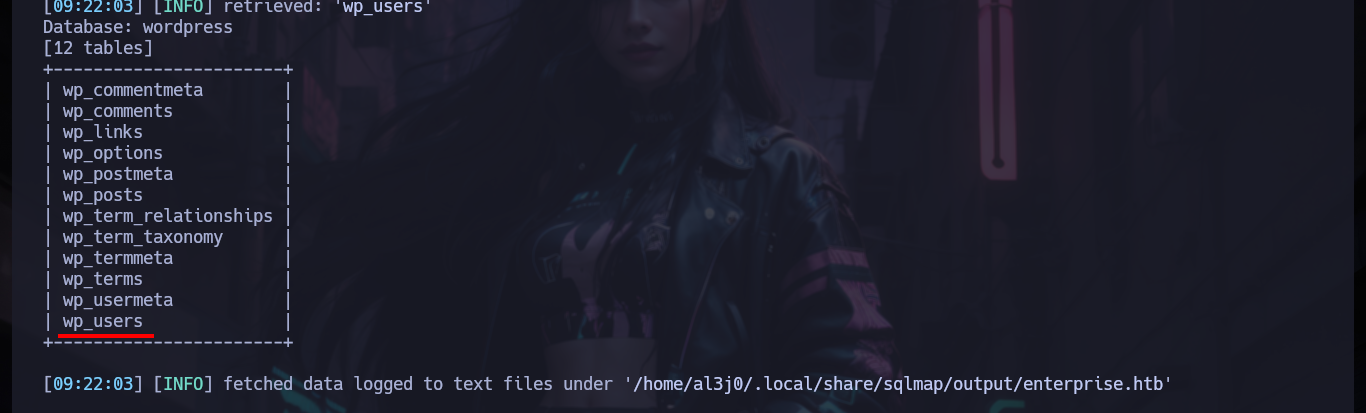 [09:22:03] [INFO] retrieved: 'wp_users'
Database: wordpress
[12 tables]
+-----------------------+
| wp_commentmeta        |
| wp_comments           |
| wp_links              |
| wp_options            |
| wp_postmeta           |
| wp_posts              |
| wp_term_relationships |
| wp_term_taxonomy      |
| wp_termmeta           |
| wp_terms              |
| wp_usermeta           |
| wp_users              |
+-----------------------+
[09:22:03] [INFO] fetched data logged to text files under '/home/al3j0/.local/share/sqlmap/output/enterprise.htb'